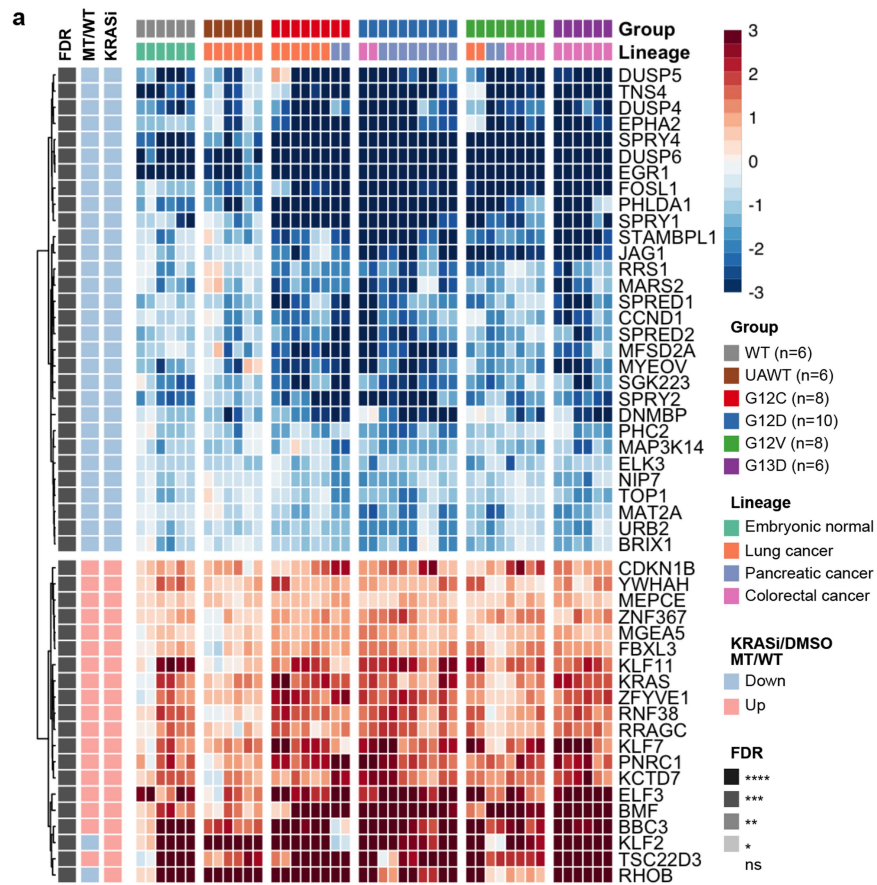 a
FDR
MT/WT
KRASi
Group
Lineage
DUSP5
TNS4
DUSP4
EPHA2
SPRY4
DUSP6
EGR1
FOSL1
PHLDA1
SPRY1
STAMBPL1
JAG1
RRS1
MARS2
SPRED1
CCND1
SPRED2
MFSD2A
MYEOV
SGK223
SPRY2
DNMBP
PHC2
MAP3K14
ELK3
NIP7
TOP1
MAT2A
URB2
BRIX1
CDKN1B
YWHAH
MEPCE
ZNF367
MGEA5
FBXL3
KLF11
KRAS
ZFYVE1
RNF38
RRAGC
KLF7
PNRC1
KCTD7
ELF3
BMF
BBC3
KLF2
TSC22D3
RHOB
3
2
1
0
-1
-2
-3
Group
WT (n=6)
UAWT (n=6)
G12C (n=8)
G12D (n=10)
G12V (n=8)
G13D (n=6)
Lineage
Embryonic normal
Lung cancer
Pancreatic cancer
Colorectal cancer
KRASi/DMSO
MT/WT
Down
Up
FDR
****
***
**
*
ns